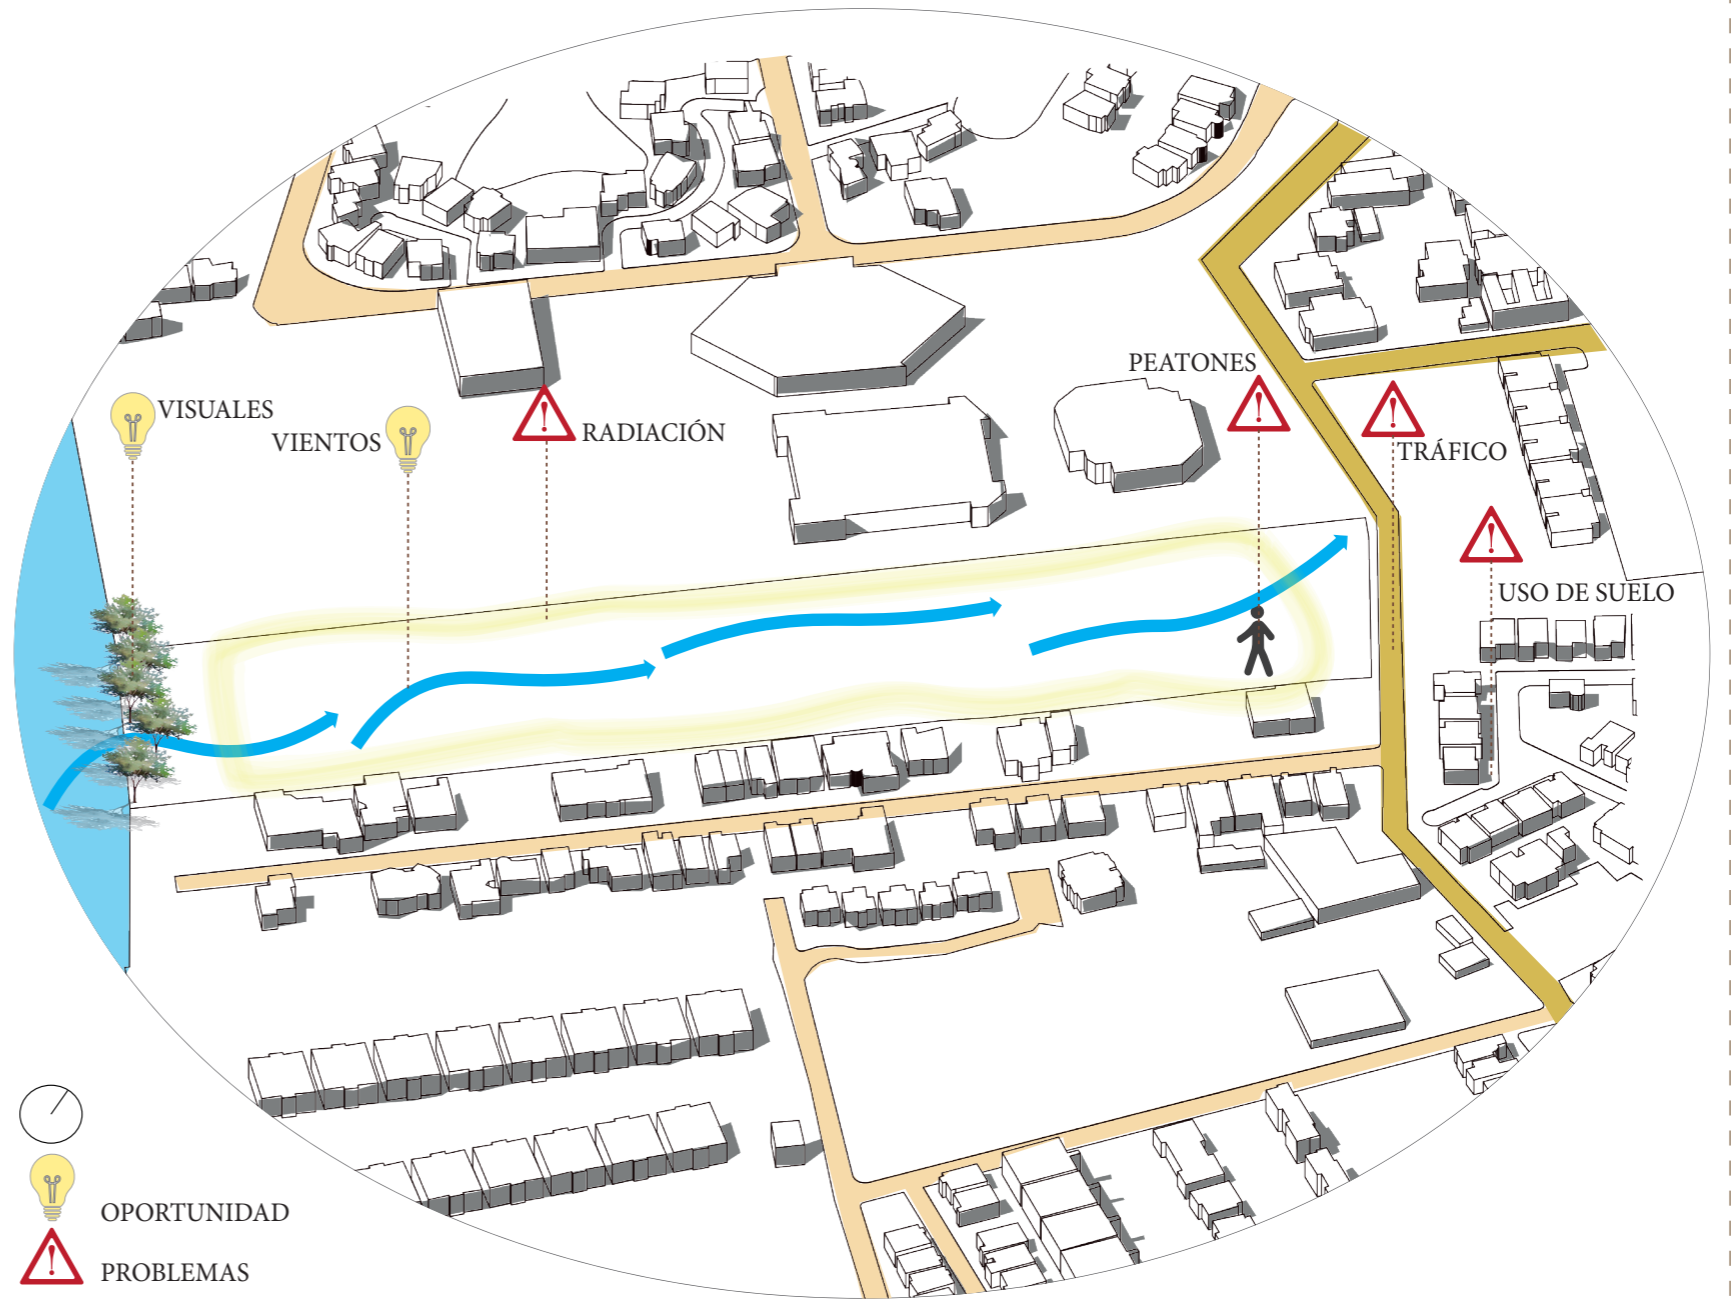 PEATONES
VISUALES
VIENTOS
RADIACIÓN
TRÁFICO
USO DE SUELO
OPORTUNIDAD
PROBLEMAS